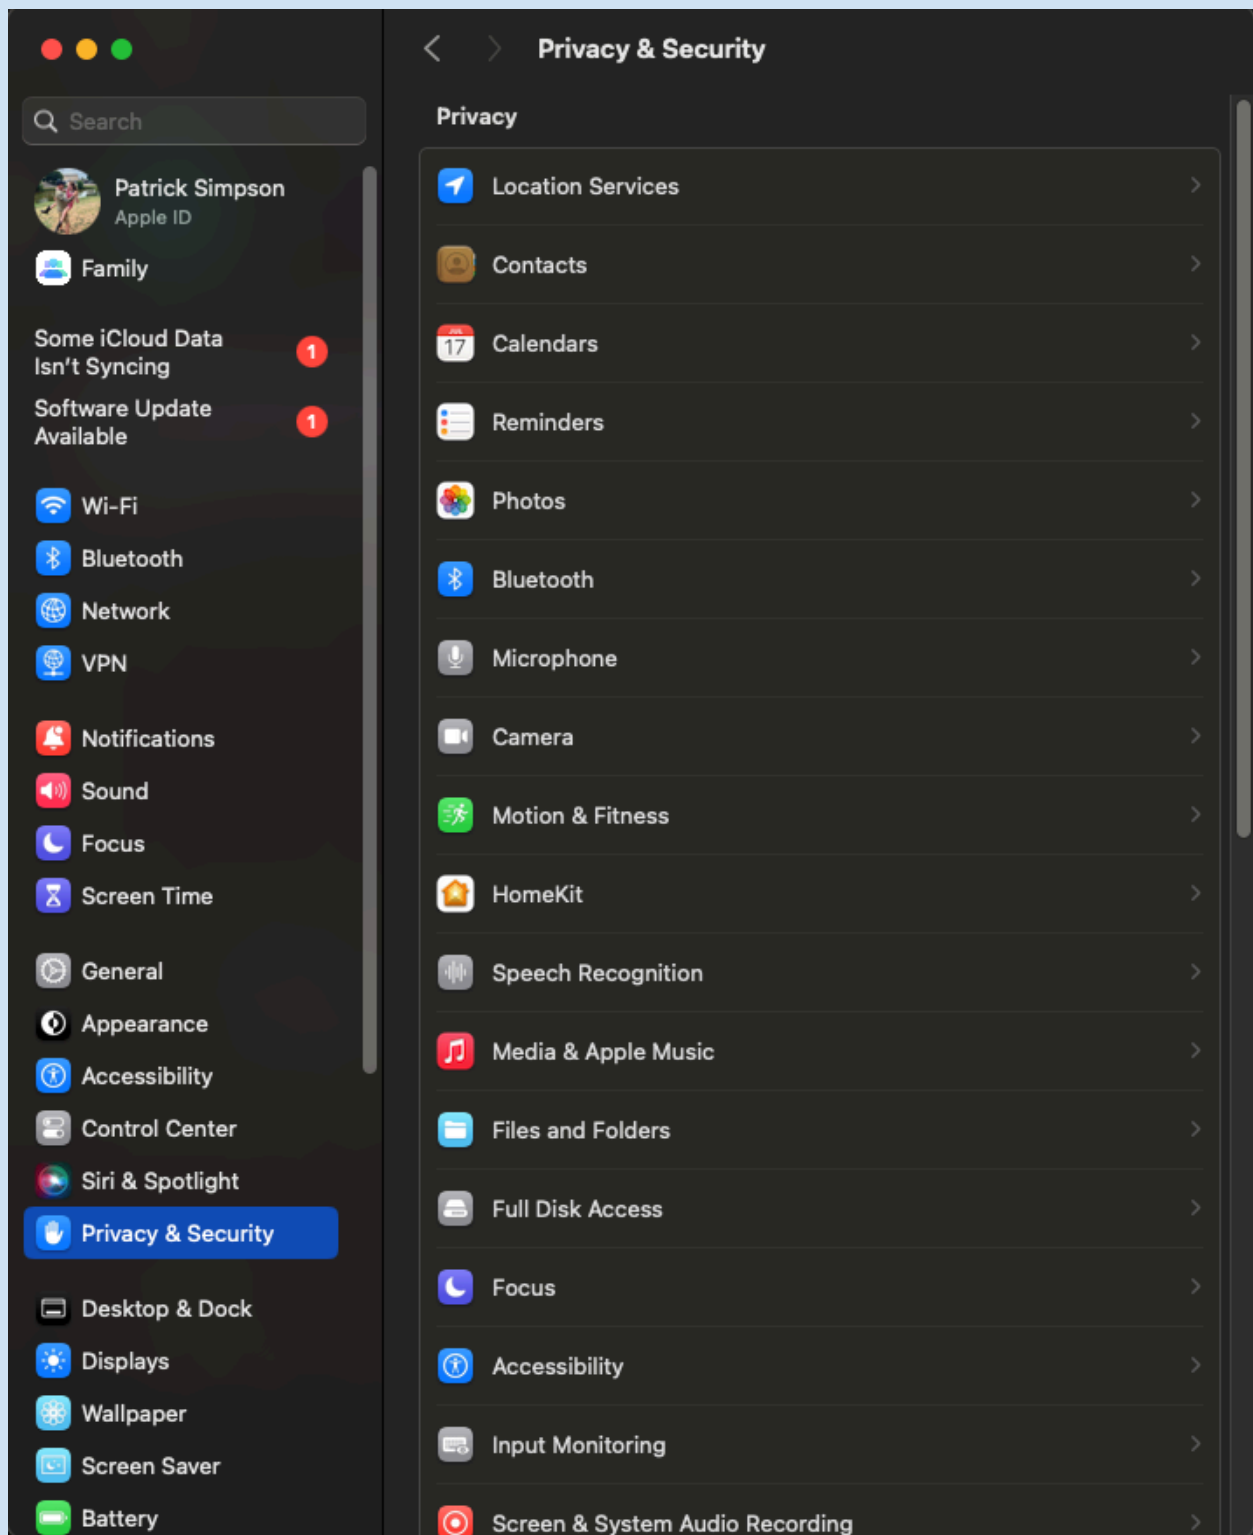 Privacy & Security
Search
Patrick Simpson
Apple ID
Family
Some iCloud Data
Isn't Syncing
1
Software Update
Available
1
Wi-Fi
Bluetooth
Network
VPN
Notifications
Sound
Focus
Screen Time
General
Appearance
Accessibility
Control Center
Siri & Spotlight
Privacy & Security
Desktop & Dock
Displays
Wallpaper
Screen Saver
Battery
Privacy
Location Services
Contacts
17
Calendars
Reminders
Photos
Bluetooth
Microphone
Camera
Motion & Fitness
HomeKit
Speech Recognition
Media & Apple Music
Files and Folders
Full Disk Access
Focus
Accessibility
Input Monitoring
Screen & System Audio Recording